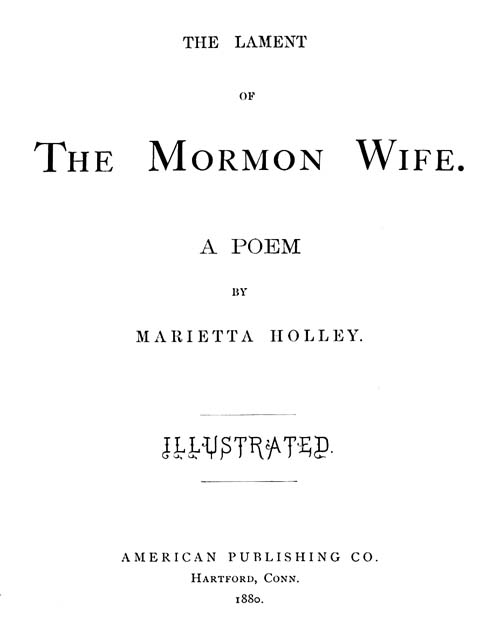 THE LAMENT
OF
THE MORMON WIFE.
A POEM
BY
MARIETTA HOLLEY.
ILLUSTRATED.
AMERICAN PUBLISHING CO.
HARTFORD, CONN.
1880.